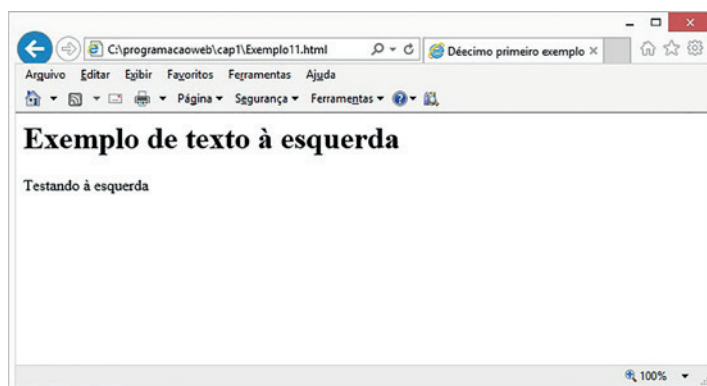 C:\programacaoweb\cap1\Exemplo11.html
Déecimo primeiro exemplo
Arquivo Editar Exibir Favoritos Ferramentas Ajuda
Página Segurança Ferramentas
Exemplo de texto à esquerda
Testando à esquerda
100%